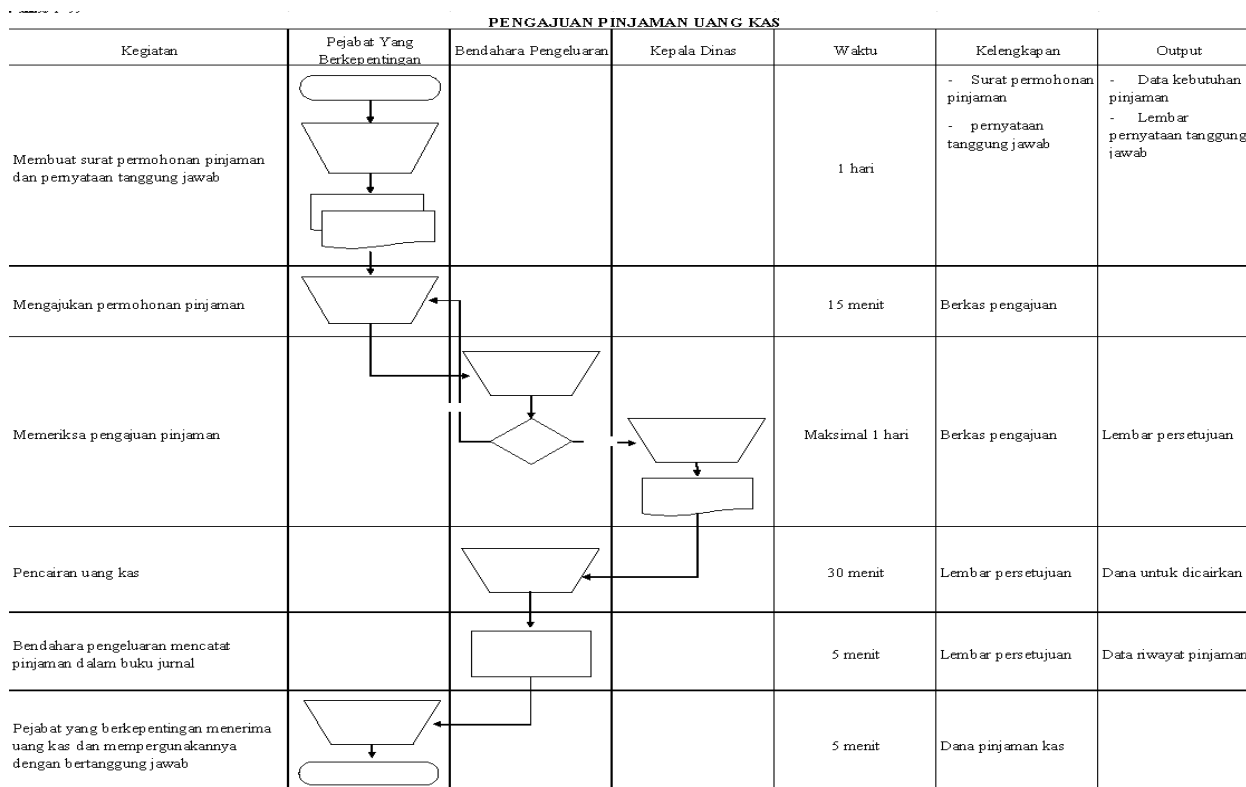 PENGAJUAN PINJAMAN UANG KAS
Kegiatan
Pejabat Yang
Berkepentingan
Bendahara Pengeluaran
Kepala Dinas
Waktu
Kelengkapan
Output
Membuat surat permohonan pinjaman
dan pernyataan tanggung jawab
1 hari
- Surat permohonan
pinjaman
- pernyataan
tanggung jawab
- Data kebutuhan
pinjaman
- Lembar
pernyataan tanggung
jawab
Mengajukan permohonan pinjaman
15 menit
Berkas pengajuan
Memeriksa pengajuan pinjaman
Maksimal 1 hari
Berkas pengajuan
Lembar persetujuan
Pencairan uang kas
30 menit
Lembar persetujuan
Dana untuk dicairkan
Bendahara pengeluaran mencatat
pinjaman dalam buku jurnal
5 menit
Lembar persetujuan
Data riwayat pinjaman
Pejabat yang berkepentingan menerima
uang kas dan mempergunakannya
dengan bertanggung jawab
5 menit
Dana pinjaman kas